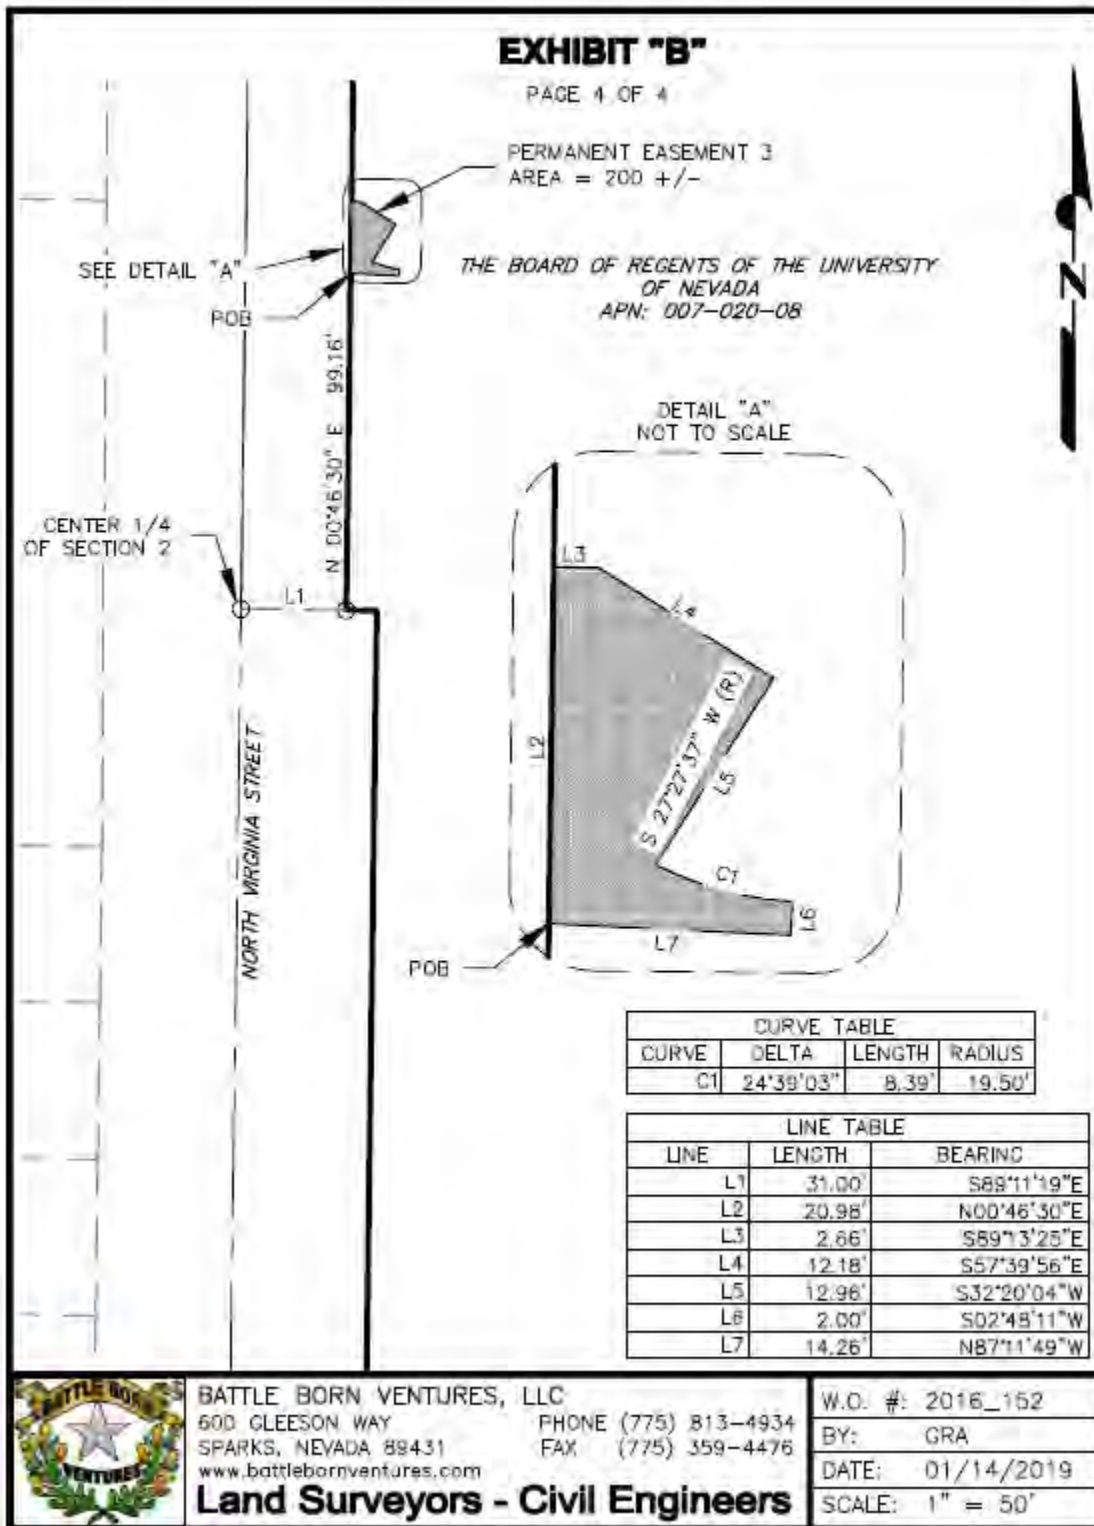 EXHIBIT "B"
PAGE 4 OF 4
PERMANENT EASEMENT 3
AREA = 200 +/-
SEE DETAIL "A"
POB
THE BOARD OF REGENTS OF THE UNIVERSITY
OF NEVADA
APN: 007-020-08
N
N 00°46'30" E 99.16'
CENTER 1/4
OF SECTION 2
L1
NORTH VIRGINIA STREET
DETAIL "A"
NOT TO SCALE
L3
L4
L2
S 27°27'37" W (R)
L5
C1
L6
L7
POB
CURVE TABLE
CURVE DELTA LENGTH RADIUS
C1 24°39'03" 8.39' 19.50'
LINE TABLE
LINE LENGTH BEARING
L1 31.00' S89°11'19"E
L2 20.98' N00°46'30"E
L3 2.66' S89°13'25"E
L4 12.18' S57°39'56"E
L5 12.96' S32°20'04"W
L6 2.00' S02°48'11"W
L7 14.26' N87°11'49"W
BATTLE BORN
VENTURES
BATTLE BORN VENTURES, LLC
600 GLEESON WAY PHONE (775) 813-4934
SPARKS, NEVADA 89431 FAX (775) 359-4476
www.battlebornventures.com
Land Surveyors - Civil Engineers
W.O. #: 2016_152
BY: GRA
DATE: 01/14/2019
SCALE: 1" = 50'